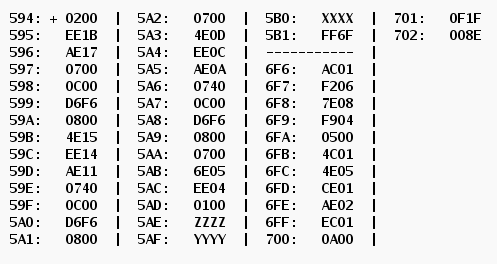 594: + 0200 | 5A2: 0700 | 5B0: XXXX | 701: 0F1F
595: EE1B | 5A3: 4E0D | 5B1: FF6F | 702: 008E
596: AE17 | 5A4: EE0C | ----------- |
597: 0700 | 5A5: AE0A | 6F6: AC01 |
598: 0C00 | 5A6: 0740 | 6F7: F206 |
599: D6F6 | 5A7: 0C00 | 6F8: 7E08 |
59A: 0800 | 5A8: D6F6 | 6F9: F904 |
59B: 4E15 | 5A9: 0800 | 6FA: 0500 |
59C: EE14 | 5AA: 0700 | 6FB: 4C01 |
59D: AE11 | 5AB: 6E05 | 6FC: 4E05 |
59E: 0740 | 5AC: EE04 | 6FD: CE01 |
59F: 0C00 | 5AD: 0100 | 6FE: AE02 |
5A0: D6F6 | 5AE: ZZZZ | 6FF: EC01 |
5A1: 0800 | 5AF: YYYY | 700: 0A00 |